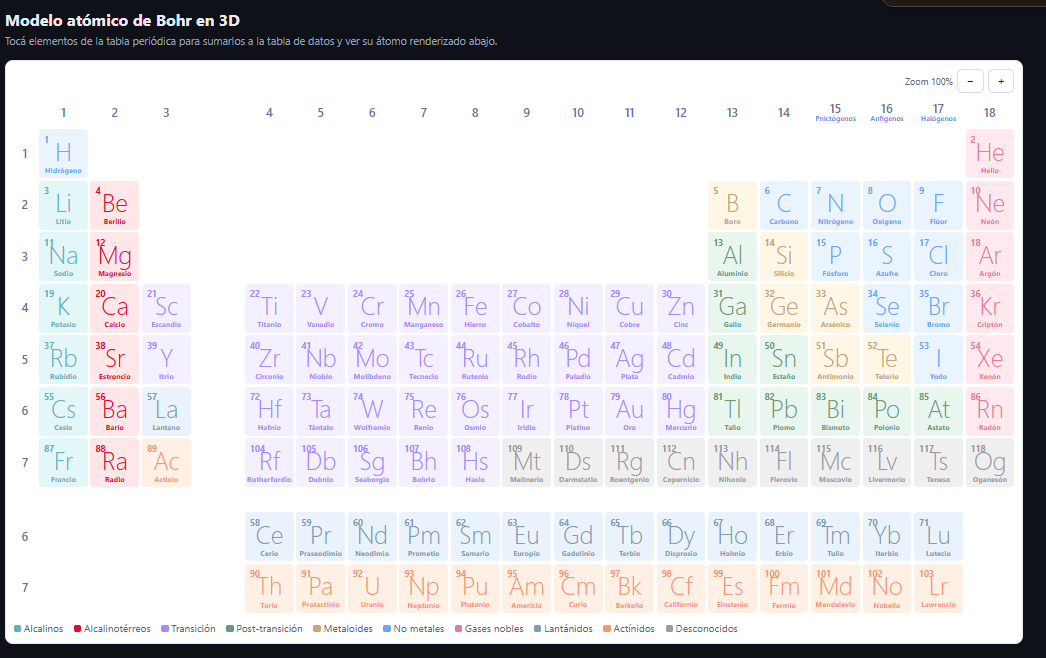 Modelo atómico de Bohr en 3D
Tocá elementos de la tabla periódica para sumarlos a la tabla de datos y ver su átomo renderizado abajo.
Zoom 100% − +
1 2 3 4 5 6 7 8 9 10 11 12 13 14 15 16 17 18
Pnictógenos Anfígenos Halógenos
1 1 H Hidrógeno 2 He Helio
2 3 Li Litio 4 Be Berilio 5 B Boro 6 C Carbono 7 N Nitrógeno 8 O Oxígeno 9 F Flúor 10 Ne Neón
3 11 Na Sodio 12 Mg Magnesio 13 Al Aluminio 14 Si Silicio 15 P Fósforo 16 S Azufre 17 Cl Cloro 18 Ar Argón
4 19 K Potasio 20 Ca Calcio 21 Sc Escandio 22 Ti Titanio 23 V Vanadio 24 Cr Cromo 25 Mn Manganeso 26 Fe Hierro 27 Co Cobalto 28 Ni Níquel 29 Cu Cobre 30 Zn Cinc 31 Ga Galio 32 Ge Germanio 33 As Arsénico 34 Se Selenio 35 Br Bromo 36 Kr Criptón
5 37 Rb Rubidio 38 Sr Estroncio 39 Y Itrio 40 Zr Circonio 41 Nb Niobio 42 Mo Molibdeno 43 Tc Tecnecio 44 Ru Rutenio 45 Rh Rodio 46 Pd Paladio 47 Ag Plata 48 Cd Cadmio 49 In Indio 50 Sn Estaño 51 Sb Antimonio 52 Te Telurio 53 I Yodo 54 Xe Xenón
6 55 Cs Cesio 56 Ba Bario 57 La Lantano 72 Hf Hafnio 73 Ta Tántalo 74 W Wolframio 75 Re Renio 76 Os Osmio 77 Ir Iridio 78 Pt Platino 79 Au Oro 80 Hg Mercurio 81 Tl Talio 82 Pb Plomo 83 Bi Bismuto 84 Po Polonio 85 At Astato 86 Rn Radón
7 87 Fr Francio 88 Ra Radio 89 Ac Actinio 104 Rf Rutherfordio 105 Db Dubnio 106 Sg Seaborgio 107 Bh Bohrio 108 Hs Hasio 109 Mt Meitnerio 110 Ds Darmstatio 111 Rg Roentgenio 112 Cn Copernicio 113 Nh Nihonio 114 Fl Flerovio 115 Mc Moscovio 116 Lv Livermorio 117 Ts Teneso 118 Og Oganesón
6 58 Ce Cerio 59 Pr Praseodimio 60 Nd Neodimio 61 Pm Prometio 62 Sm Samario 63 Eu Europio 64 Gd Gadolinio 65 Tb Terbio 66 Dy Disprosio 67 Ho Holmio 68 Er Erbio 69 Tm Tulio 70 Yb Iterbio 71 Lu Lutecio
7 90 Th Torio 91 Pa Protactinio 92 U Uranio 93 Np Neptunio 94 Pu Plutonio 95 Am Americio 96 Cm Curio 97 Bk Berkelio 98 Cf Californio 99 Es Einstenio 100 Fm Fermio 101 Md Mendelevio 102 No Nobelio 103 Lr Lawrencio
Alcalinos Alcalinotérreos Transición Post-transición Metaloides No metales Gases nobles Lantánidos Actínidos Desconocidos